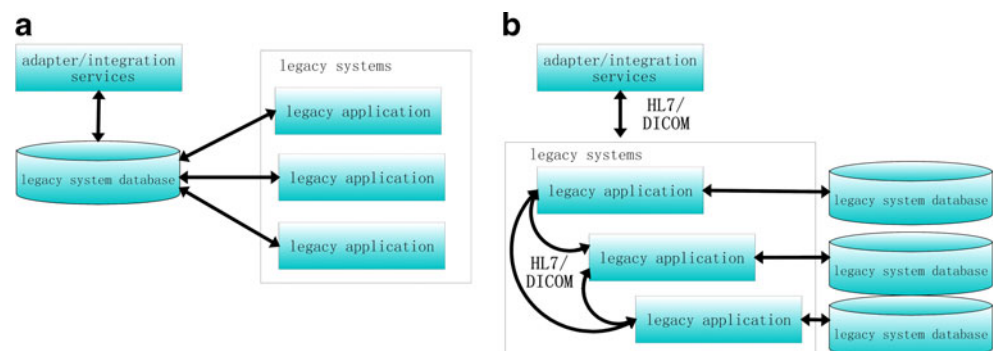 a
adapter/integration
services
legacy systems
legacy application
legacy system database
legacy application
legacy application
b
adapter/integration
services
HL7/
DICOM
legacy systems
legacy application
legacy system database
HL7/
DICOM
legacy application
legacy system database
legacy application
legacy system database